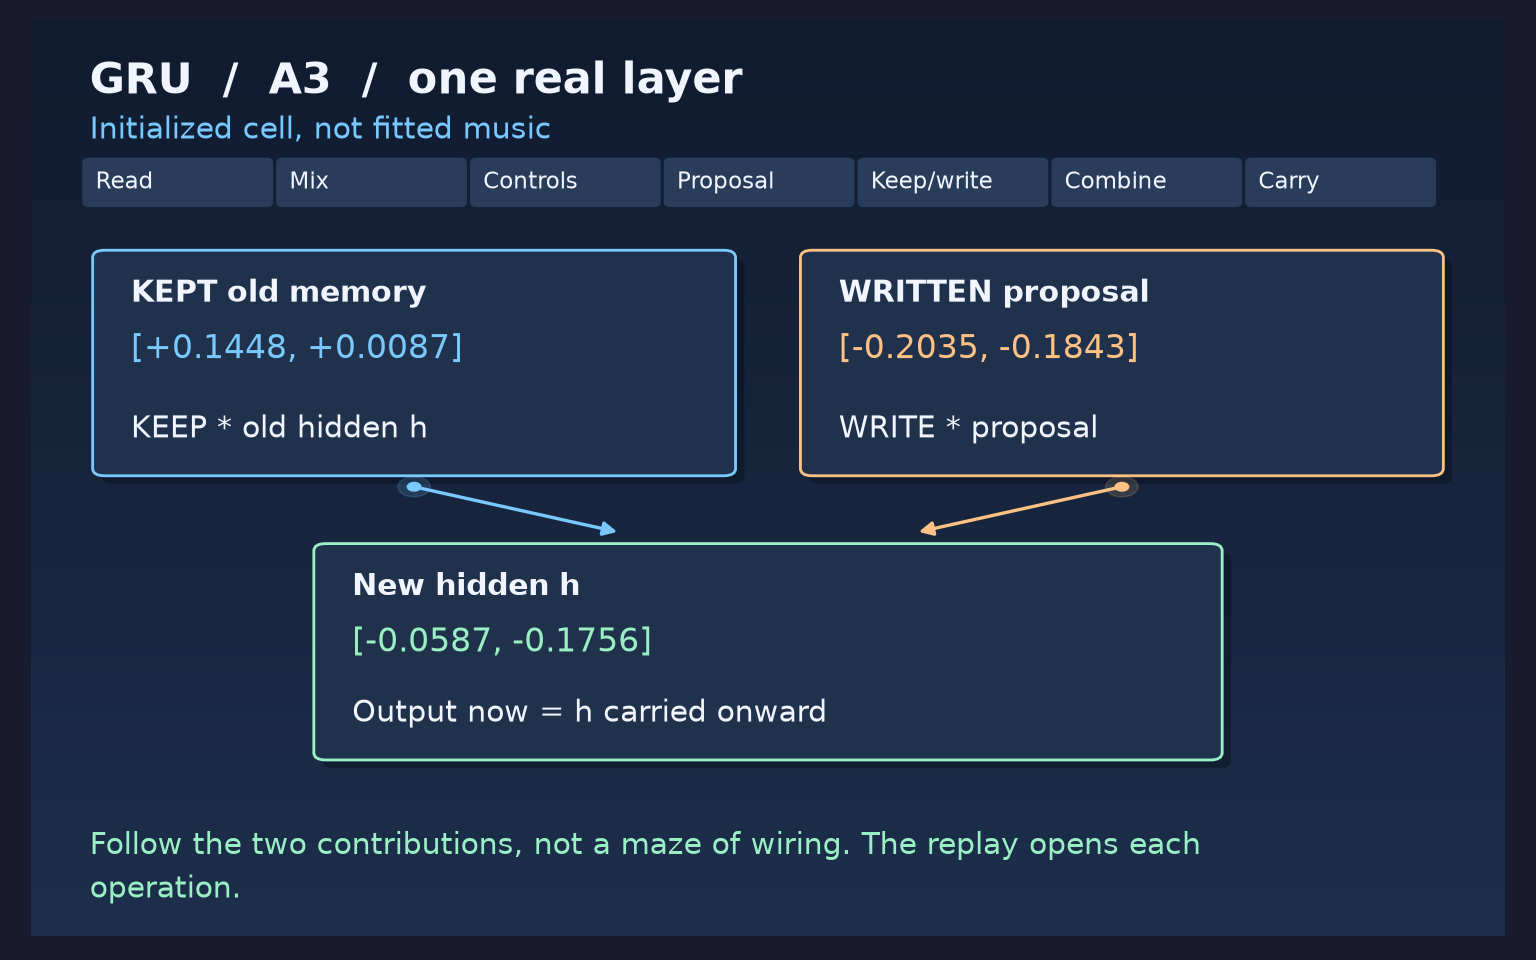 GRU / A3 / one real layer
Initialized cell, not fitted music
Read
Mix
Controls
Proposal
Keep/write
Combine
Carry
KEPT old memory
[+0.1448, +0.0087]
KEEP * old hidden h
WRITTEN proposal
[-0.2035, -0.1843]
WRITE * proposal
New hidden h
[-0.0587, -0.1756]
Output now = h carried onward
Follow the two contributions, not a maze of wiring. The replay opens each
operation.